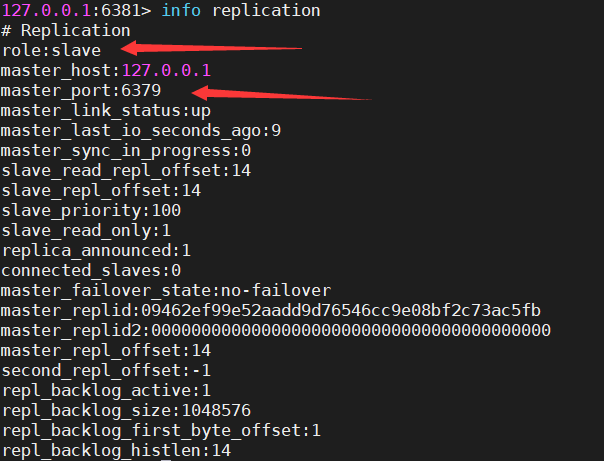 127.0.0.1:6381> info replication
# Replication
role:slave
master_host:127.0.0.1
master_port:6379
master_link_status:up
master_last_io_seconds_ago:9
master_sync_in_progress:0
slave_read_repl_offset:14
slave_repl_offset:14
slave_priority:100
slave_read_only:1
replica_announced:1
connected_slaves:0
master_failover_state:no-failover
master_replid:09462ef99e52aadd9d76546cc9e08bf2c73ac5fb
master_replid2:0000000000000000000000000000000000000000
master_repl_offset:14
second_repl_offset:-1
repl_backlog_active:1
repl_backlog_size:1048576
repl_backlog_first_byte_offset:1
repl_backlog_histlen:14